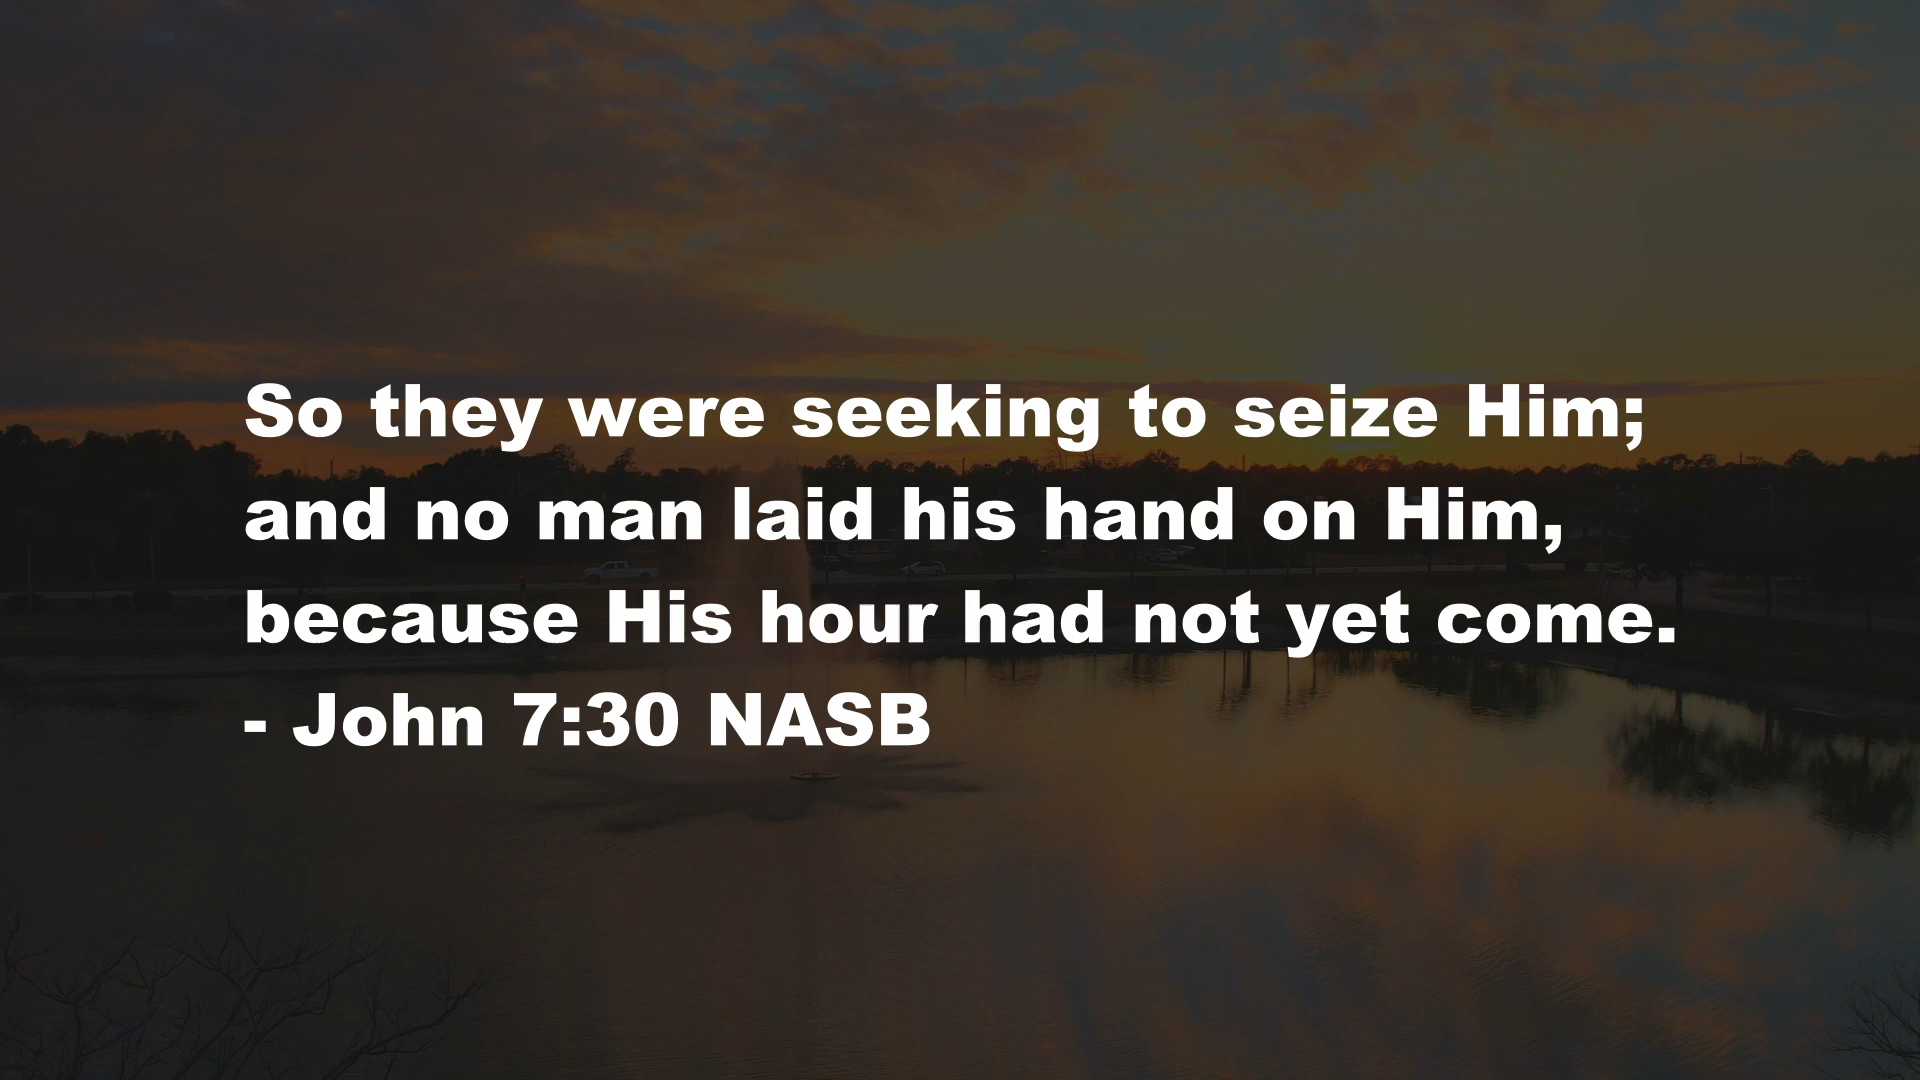 So they were seeking to seize Him;
and no man laid his hand on Him,
because His hour had not yet come.
- John 7:30 NASB